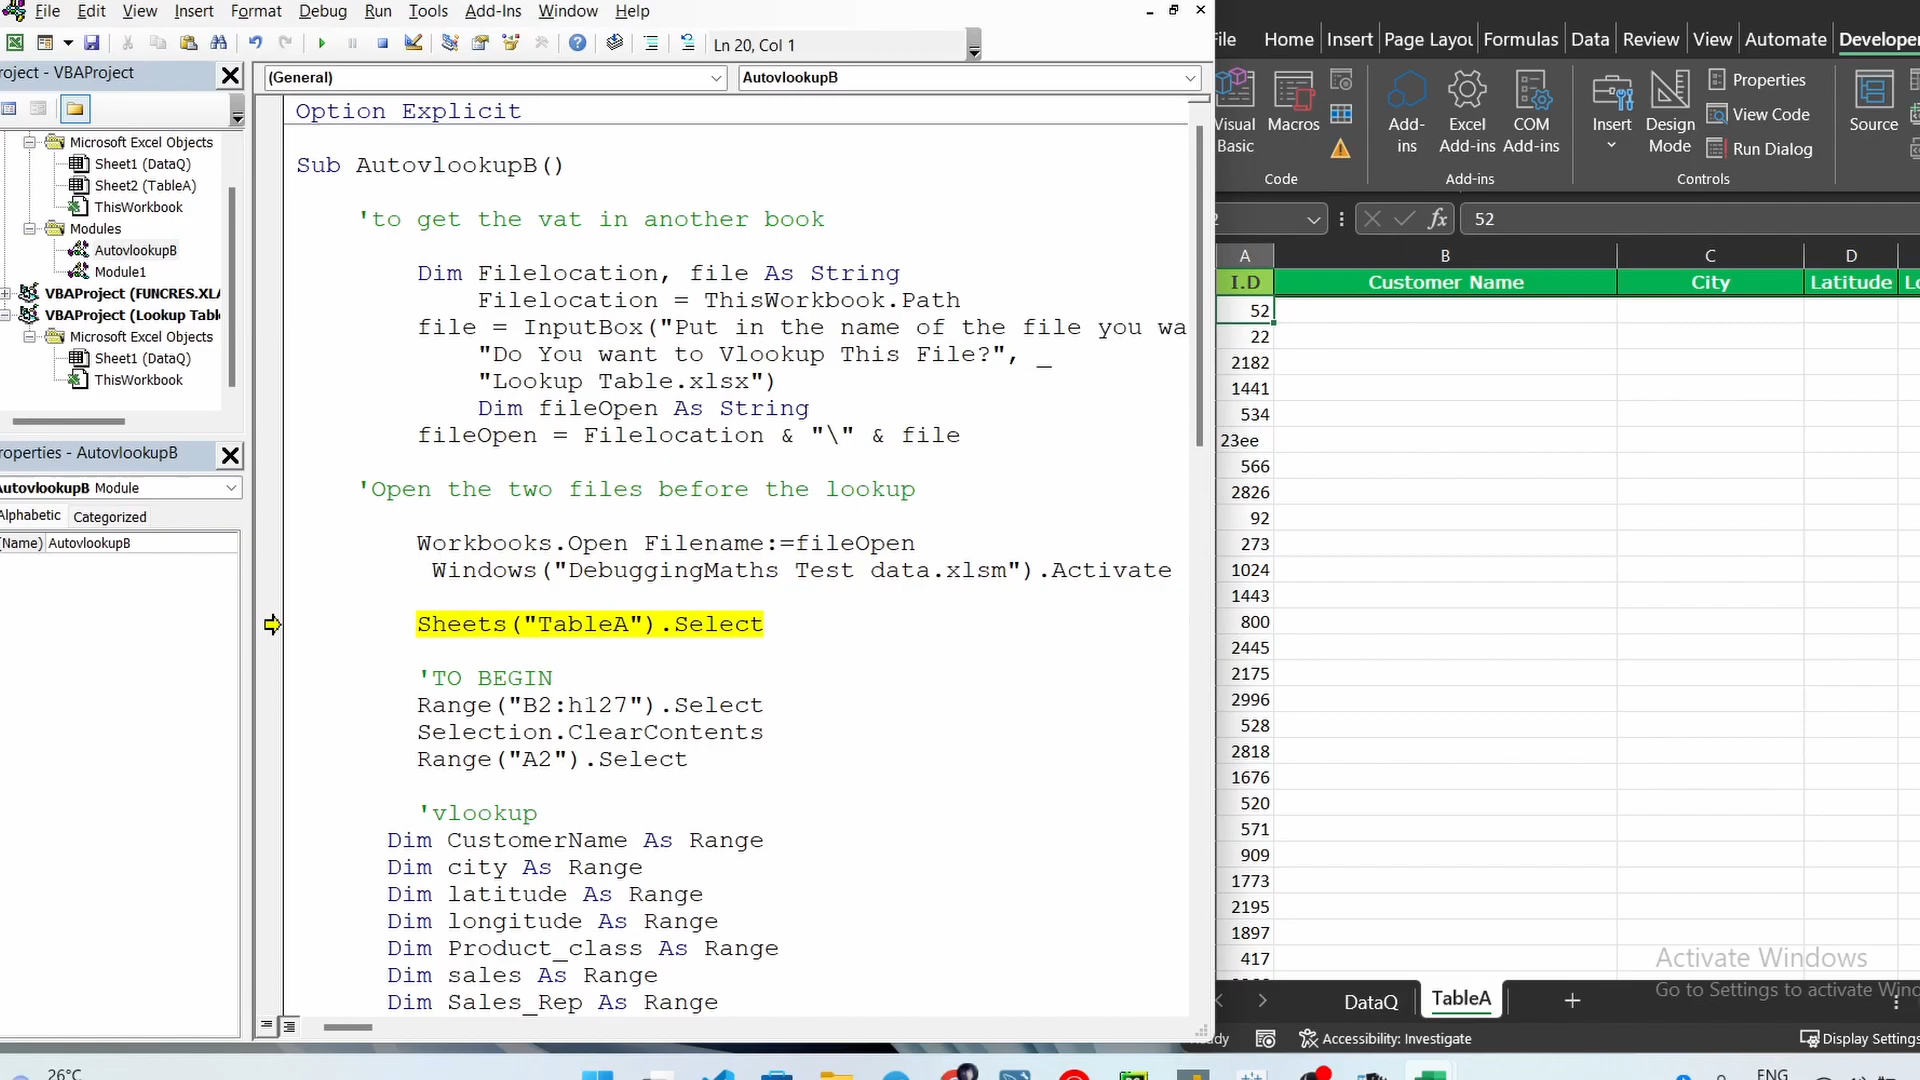 File Edit View Insert Format Debug Run Tools Add-Ins Window Help
Ln 20, Col 1
roject - VBAProject
(General) AutovlookupB
Microsoft Excel Objects
Sheet1 (DataQ)
Sheet2 (TableA)
ThisWorkbook
Modules
AutovlookupB
Module1
VBAProject (FUNCRES.XLA
VBAProject (Lookup Tabl
Microsoft Excel Objects
Sheet1 (DataQ)
ThisWorkbook
roperties - AutovlookupB
AutovlookupB Module
Alphabetic Categorized
(Name) AutovlookupB
Option Explicit
Sub AutovlookupB()
'to get the vat in another book
Dim Filelocation, file As String
Filelocation = ThisWorkbook.Path
file = InputBox("Put in the name of the file you wa
"Do You want to Vlookup This File?", _
"Lookup Table.xlsx")
Dim fileOpen As String
fileOpen = Filelocation & "\" & file
'Open the two files before the lookup
Workbooks.Open Filename:=fileOpen
Windows("DebuggingMaths Test data.xlsm").Activate
Sheets("TableA").Select
'TO BEGIN
Range("B2:h127").Select
Selection.ClearContents
Range("A2").Select
'vlookup
Dim CustomerName As Range
Dim city As Range
Dim latitude As Range
Dim longitude As Range
Dim Product_class As Range
Dim sales As Range
Dim Sales_Rep As Range
ile Home Insert Page Layou Formulas Data Review View Automate Developer
Visual Basic Macros Add-ins Excel Add-ins COM Add-ins Insert Design Mode Properties View Code Run Dialog Source
Code Add-ins Controls
fx 52
A B C D
I.D Customer Name City Latitude Lo
52
22
2182
1441
534
23ee
566
2826
92
273
1024
1443
800
2445
2175
2996
528
2818
1676
520
571
909
1773
2195
1897
417
Activate Windows
Go to Settings to activate Wind
DataQ TableA +
eady Accessibility: Investigate Display Settings
26°C
ENG